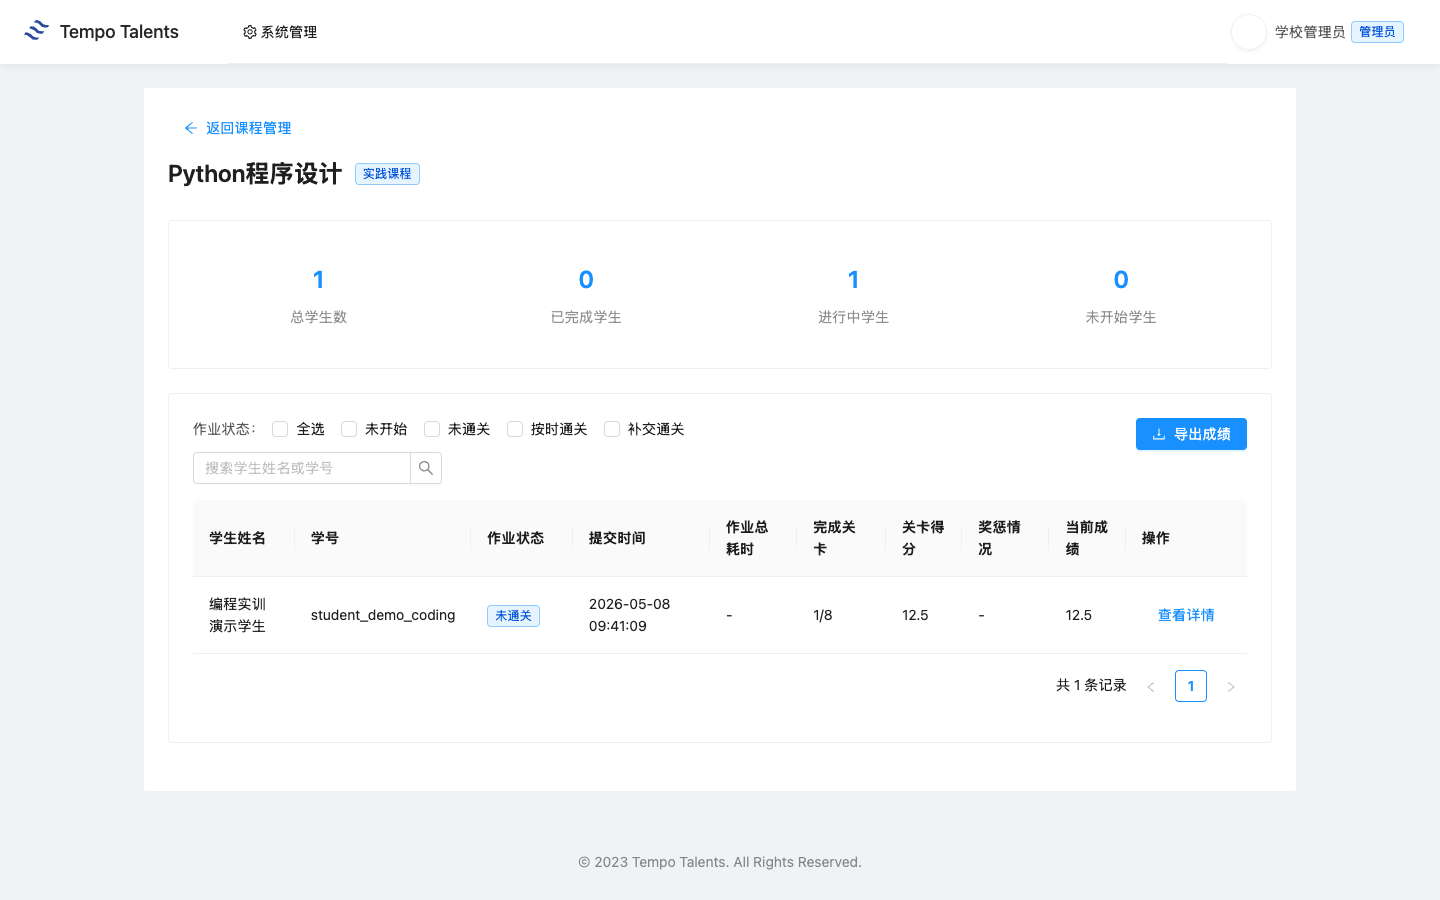 Tempo Talents
系统管理
学校管理员 管理员
返回课程管理
Python程序设计 实践课程
1 0 1 0
总学生数 已完成学生 进行中学生 未开始学生
作业状态: 全选 未开始 未通关 按时通关 补交通关
导出成绩
搜索学生姓名或学号
学生姓名 学号 作业状态 提交时间 作业总耗时 完成关卡 关卡得分 奖惩情况 当前成绩 操作
编程实训演示学生 student_demo_coding 未通关 2026-05-08 09:41:09 - 1/8 12.5 - 12.5 查看详情
共 1 条记录 < 1 >
© 2023 Tempo Talents. All Rights Reserved.